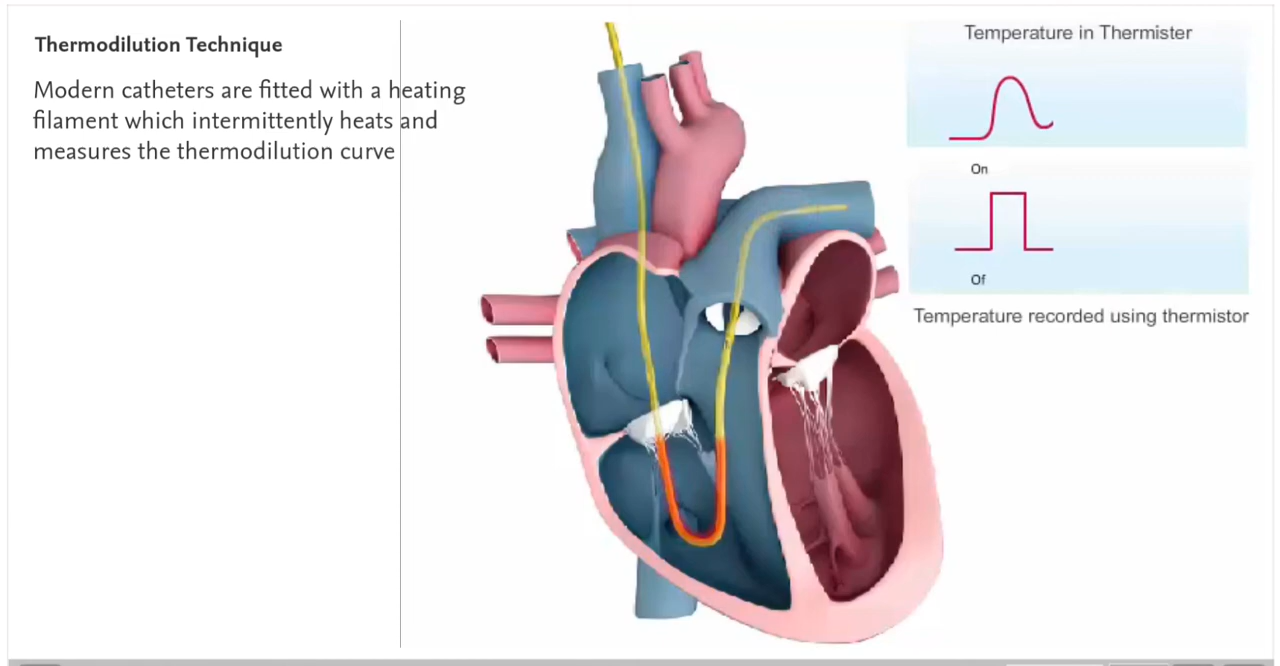 Thermodilution Technique
Modern catheters are fitted with a heating
filament which intermittently heats and
measures the thermodilution curve
Temperature in Thermister
On
Of
Temperature recorded using thermistor